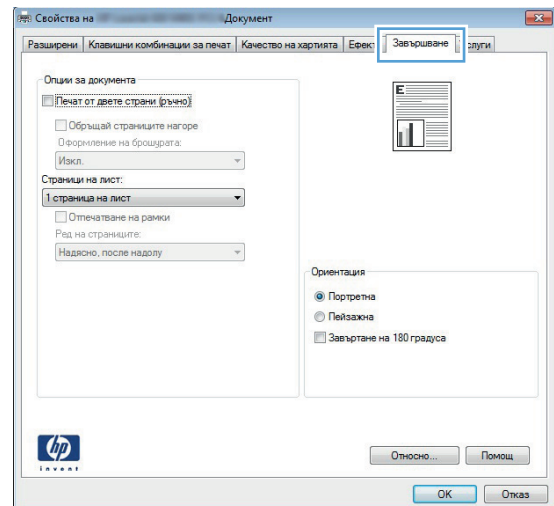 Свойства на Документ
Разширени Клавишни комбинации за печат Качество на хартията Ефект Завършване слуги
Опции за документа
Печат от двете страни (ръчно)
Обръщай страниците нагоре
Оформление на брошурата:
Изкл.
Страници на лист:
1 страница на лист
Отпечатване на рамки
Ред на страниците:
Надясно, после надолу
E
Ориентация
Портретна
Пейзажна
Завъртане на 180 градуса
hp
invent
Относно... Помощ
OK Отказ